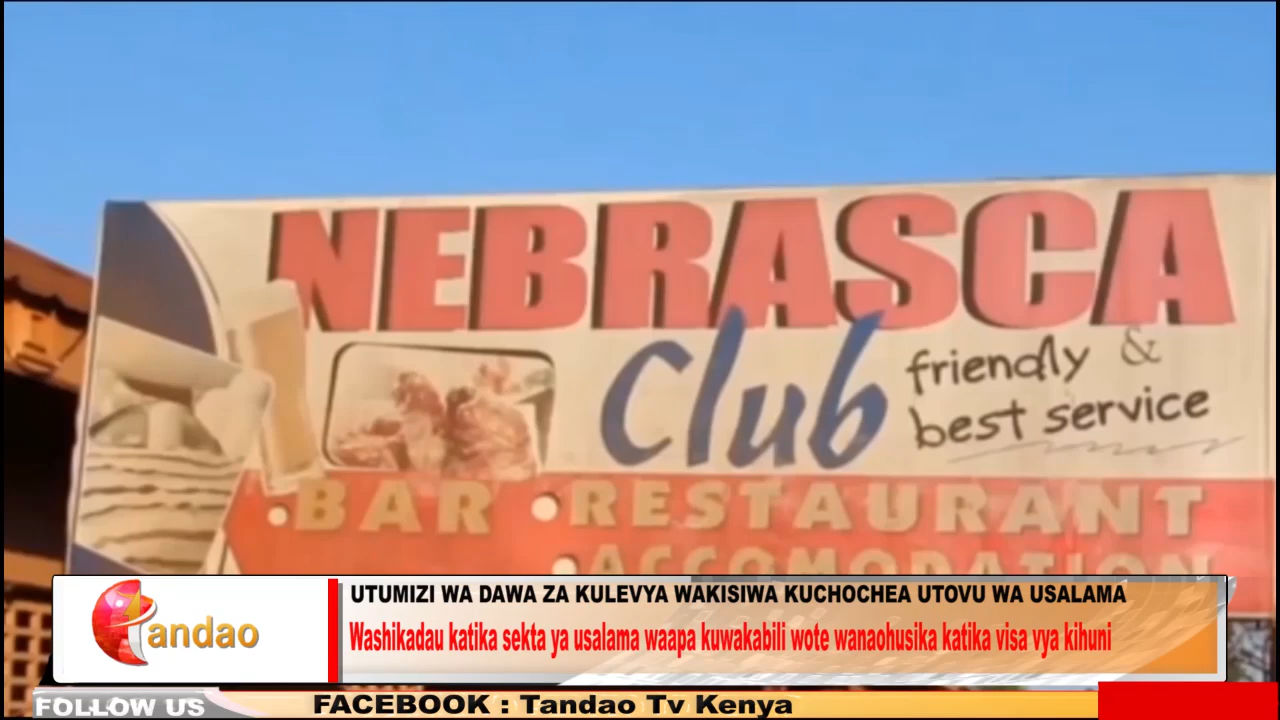 NEBRASCA
Club
friendly &
best service
BAR • RESTAURANT
• ACCOMODATION
Tandao
UTUMIZI WA DAWA ZA KULEVYA WAKISIWA KUCHOCHEA UTOVU WA USALAMA
Washikadau katika sekta ya usalama waapa kuwakabili wote wanaohusika katika visa vya kihuni
FOLLOW US
FACEBOOK : Tandao Tv Kenya